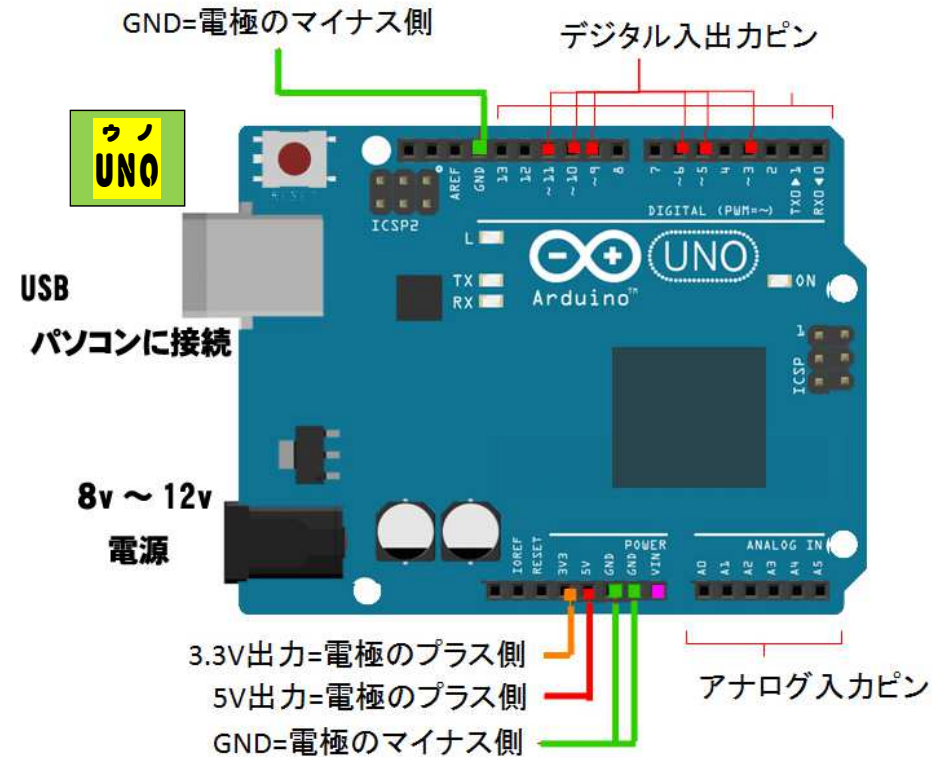 GND=電極のマイナス側
デジタル入出力ピン
ウノ
UNO
AREF
GND
13
12
~11
~10
~9
8
7
~6
~5
4
~3
2
TX0▶1
RX0◀0
DIGITAL (PWM=~)
ICSP2
L
TX
RX
UNO
Arduino™
ON
1
ICSP
USB
パソコンに接続
8v ~ 12v
電源
IOREF
RESET
3V3
5V
GND
GND
VIN
POWER
ANALOG IN
A0
A1
A2
A3
A4
A5
3.3V出力=電極のプラス側
5V出力=電極のプラス側
GND=電極のマイナス側
アナログ入力ピン